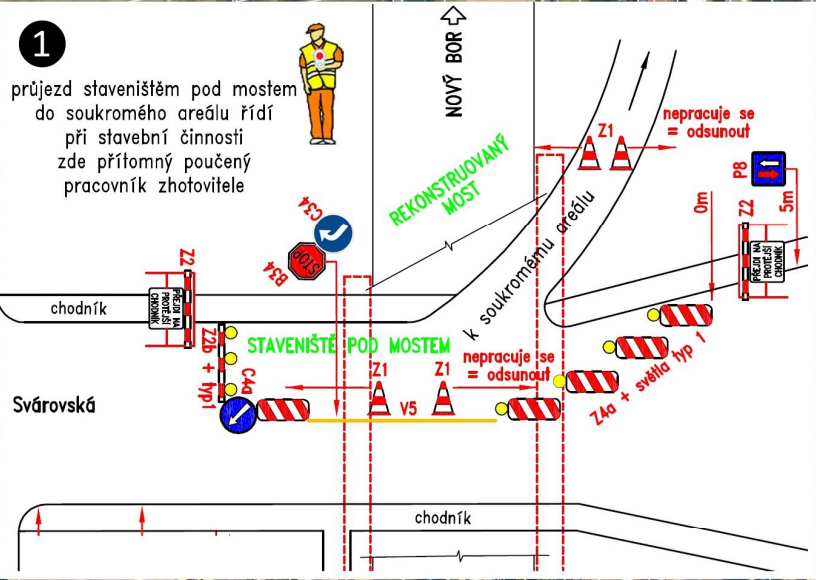 1
průjezd staveništěm pod mostem
do soukromého areálu řídí
při stavební činnosti
zde přítomný poučený
pracovník zhotovitele
NOVÝ BOR
REKONSTRUOVANÝ
MOST
nepracuje se
= odsunout
Z1
P8
0m
Z2
5m
PŘEJDI NA
PROTĚJŠÍ
CHODNÍK
k soukromému areálu
C34
STOP
B34
Z2
chodník
PŘEJDI NA
PROTĚJŠÍ
CHODNÍK
Z2b + typ1
STAVENIŠTĚ POD MOSTEM
nepracuje se
= odsunout
Z1
Z1
V5
C4a
Z4a + světla typ 1
Svárovská
chodník